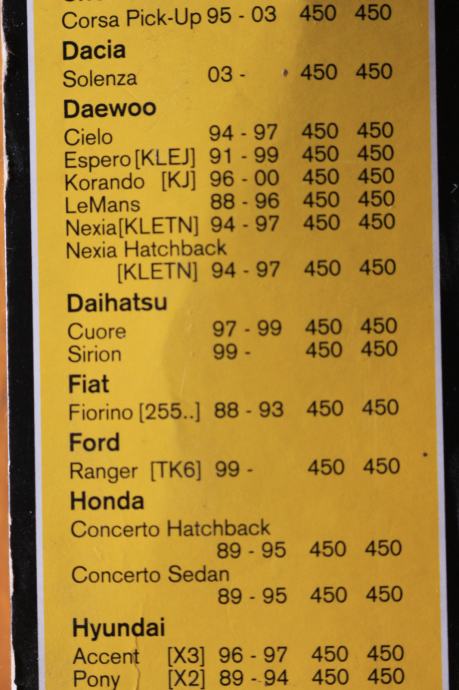 Corsa Pick-Up 95 - 03 450 450
Dacia
Solenza 03 - 450 450
Daewoo
Cielo 94 - 97 450 450
Espero [KLEJ] 91 - 99 450 450
Korando [KJ] 96 - 00 450 450
LeMans 88 - 96 450 450
Nexia[KLETN] 94 - 97 450 450
Nexia Hatchback
[KLETN] 94 - 97 450 450
Daihatsu
Cuore 97 - 99 450 450
Sirion 99 - 450 450
Fiat
Fiorino [255..] 88 - 93 450 450
Ford
Ranger [TK6] 99 - 450 450
Honda
Concerto Hatchback
89 - 95 450 450
Concerto Sedan
89 - 95 450 450
Hyundai
Accent [X3] 96 - 97 450 450
Pony [X2] 89 - 94 450 450